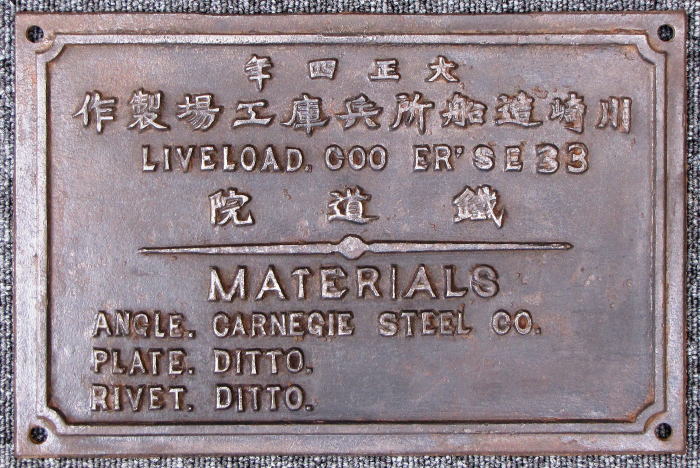 大正四年
川崎造船所兵庫工場製作
LIVELOAD. COO ER'S E 33
鐵道院
MATERIALS
ANGLE. CARNEGIE STEEL CO.
PLATE. DITTO.
RIVET. DITTO.